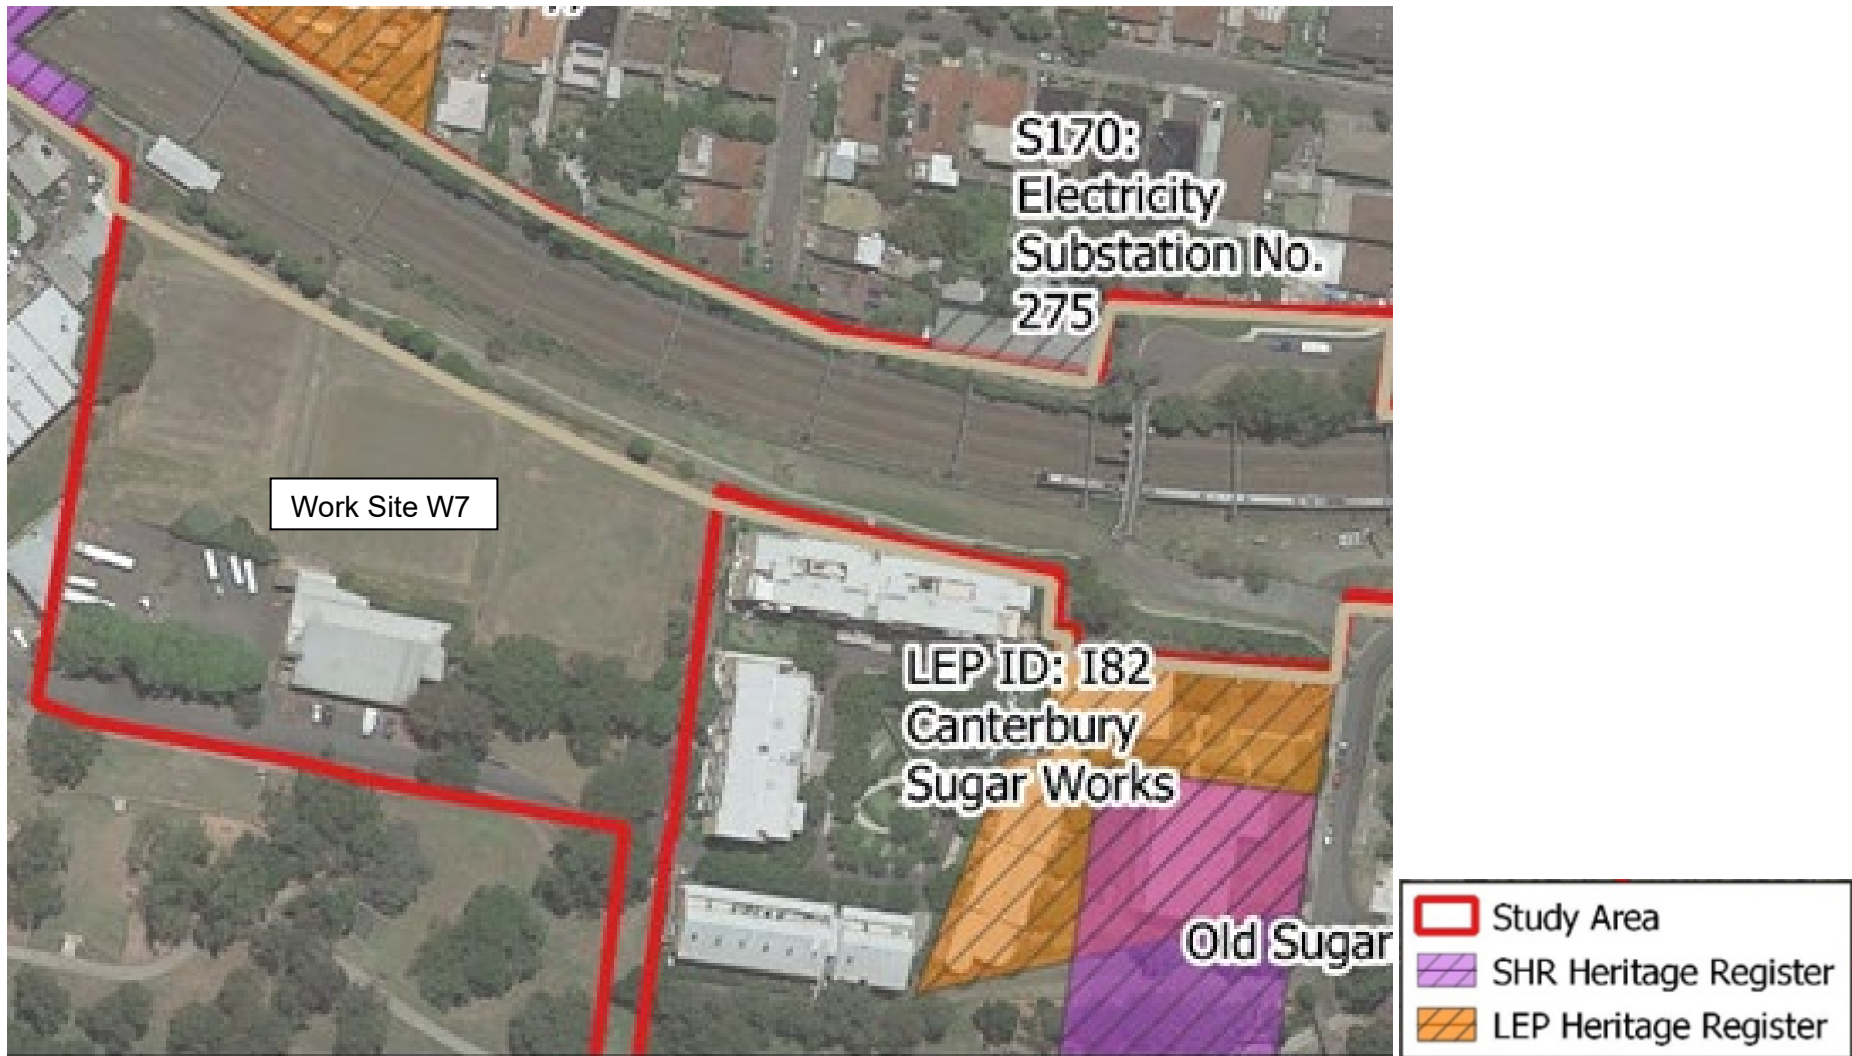 S170:
Electricity
Substation No.
275
Work Site W7
LEP ID: I82
Canterbury
Sugar Works
Old Sugar
Study Area
SHR Heritage Register
LEP Heritage Register